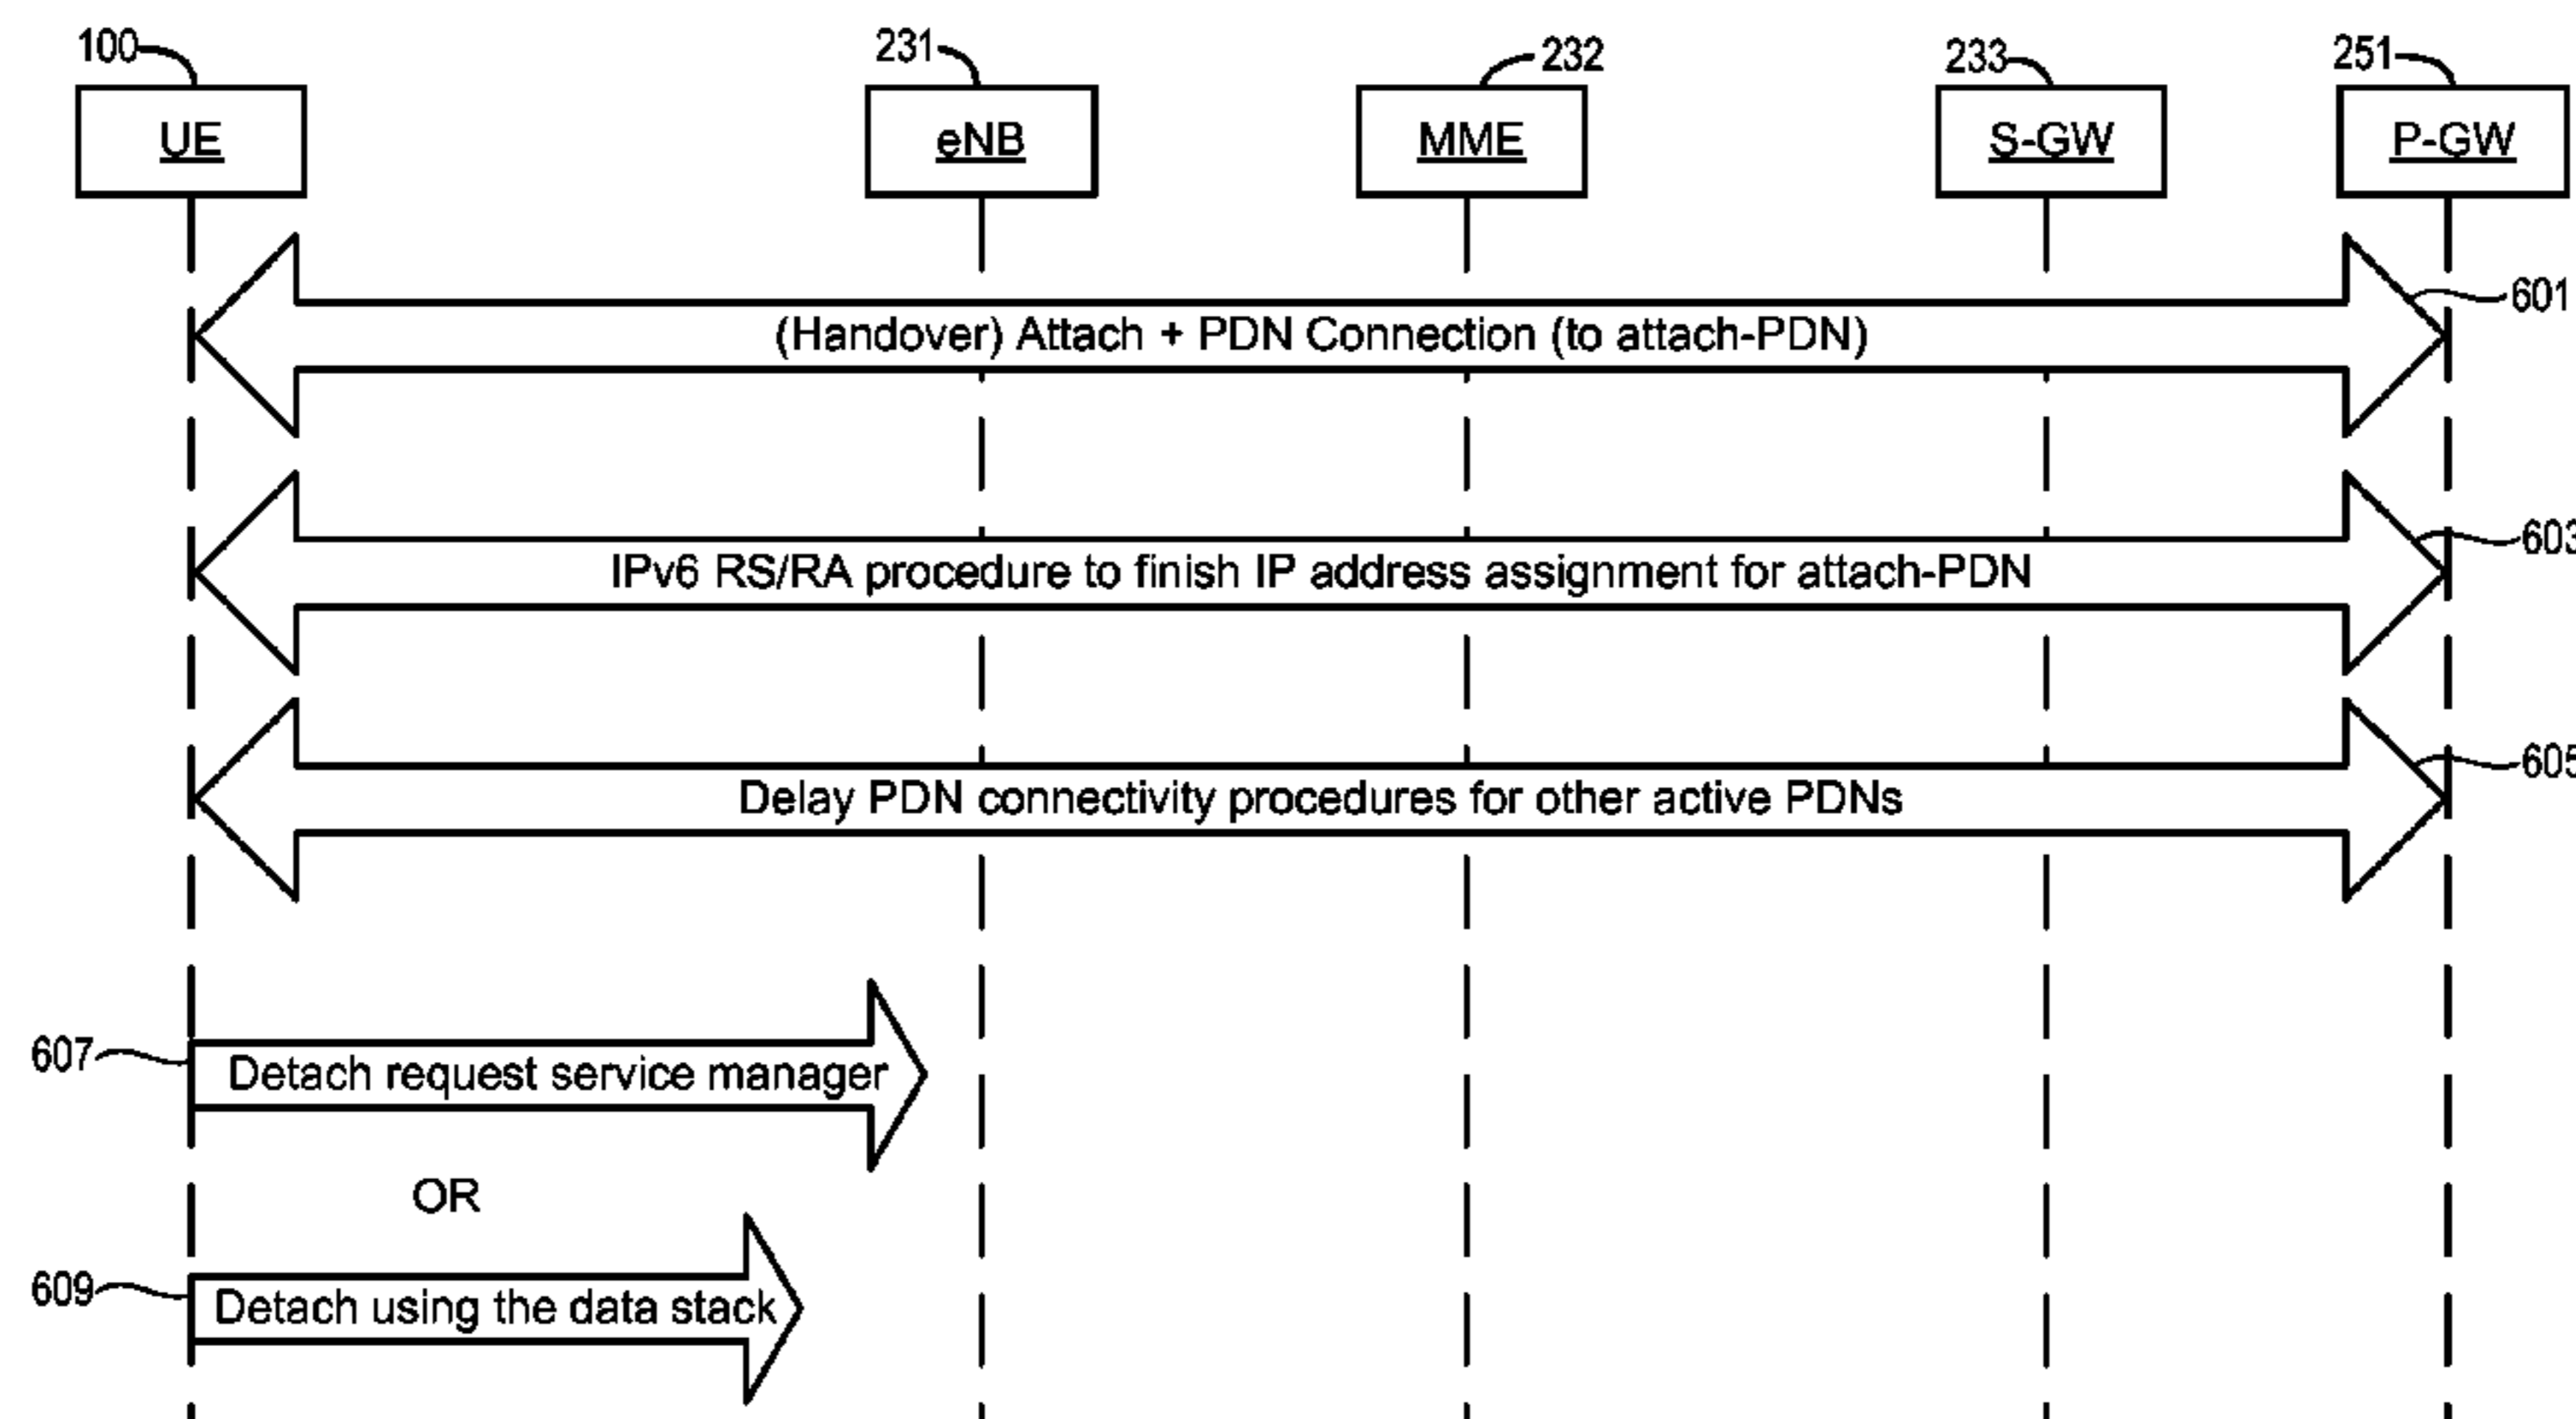 100 231 232 233 251
UE eNB MME S-GW P-GW
601
(Handover) Attach + PDN Connection (to attach-PDN)
603
IPv6 RS/RA procedure to finish IP address assignment for attach-PDN
605
Delay PDN connectivity procedures for other active PDNs
607
Detach request service manager
OR
609
Detach using the data stack